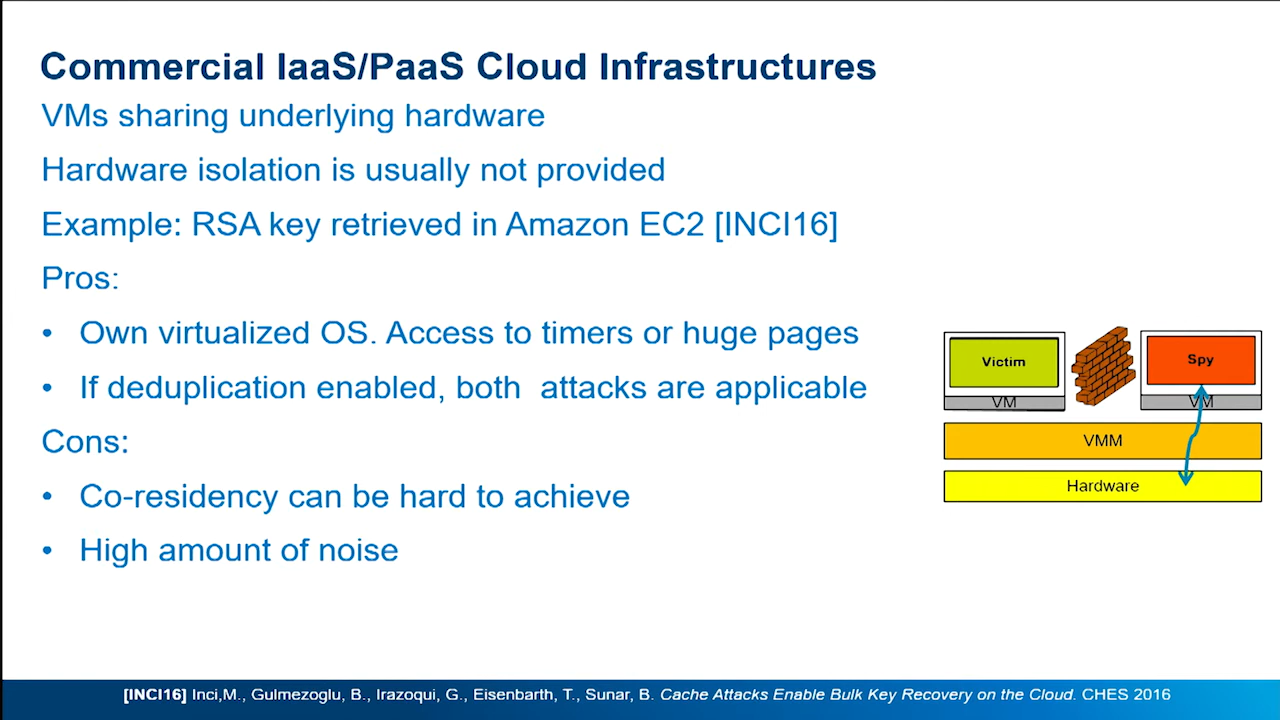 Commercial IaaS/PaaS Cloud Infrastructures
VMs sharing underlying hardware
Hardware isolation is usually not provided
Example: RSA key retrieved in Amazon EC2 [INCI16]
Pros:
• Own virtualized OS. Access to timers or huge pages
• If deduplication enabled, both attacks are applicable
Cons:
• Co-residency can be hard to achieve
• High amount of noise
Victim
VM
Spy
VM
VMM
Hardware
[INCI16] Inci,M., Gulmezoglu, B., Irazoqui, G., Eisenbarth, T., Sunar, B. Cache Attacks Enable Bulk Key Recovery on the Cloud. CHES 2016